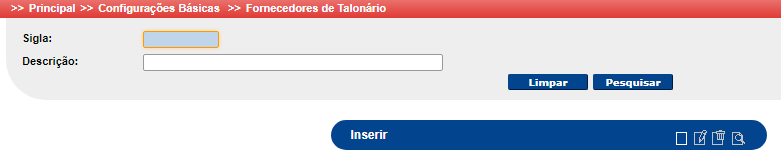 >> Principal >> Configurações Básicas >> Fornecedores de Talonário
Sigla:
Descrição:
Limpar Pesquisar
Inserir